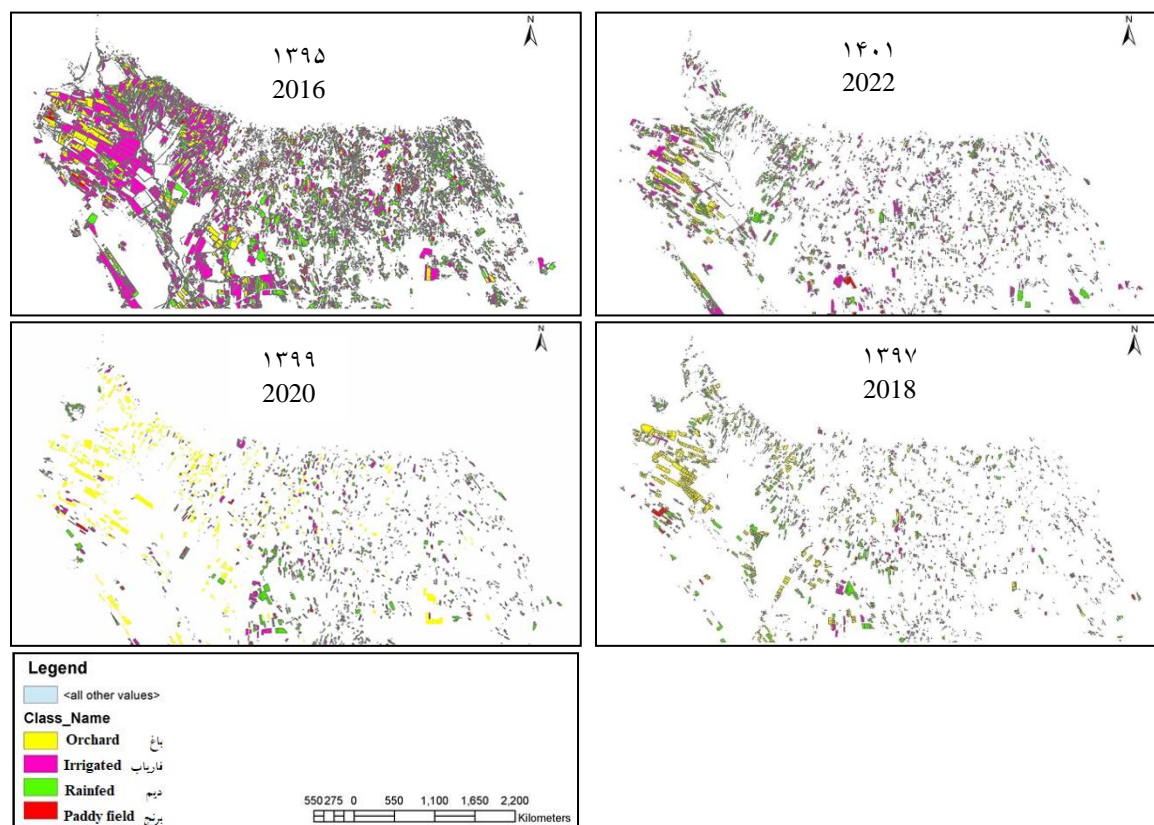 N
۱۳۹۵
2016
N
۱۴۰۱
2022
N
۱۳۹۹
2020
N
۱۳۹۷
2018
Legend
<all other values>
Class_Name
Orchard باغ
Irrigated فاریاب
Rainfed دیم
Paddy field برنج
550 275 0 550 1,100 1,650 2,200
Kilometers